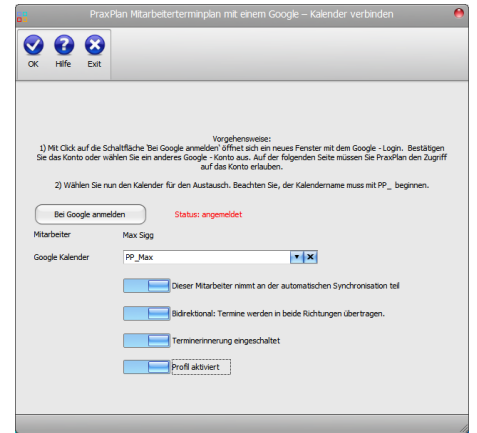 PraxPlan Mitarbeiterterminplan mit einem Google – Kalender verbinden
OK Hilfe Exit
Vorgehensweise:
1) Mit Click auf die Schaltfläche 'Bei Google anmelden' öffnet sich ein neues Fenster mit dem Google - Login. Bestätigen
Sie das Konto oder wählen Sie ein anderes Google - Konto aus. Auf der folgenden Seite müssen Sie PraxPlan den Zugriff
auf das Konto erlauben.
2) Wählen Sie nun den Kalender für den Austausch. Beachten Sie, der Kalendername muss mit PP_ beginnen.
Bei Google anmelden Status: angemeldet
Mitarbeiter Max Sigg
Google Kalender PP_Max
Dieser Mitarbeiter nimmt an der automatischen Synchronisation teil
Bidirektional: Termine werden in beide Richtungen übertragen.
Terminerinnerung eingeschaltet
Profil aktiviert